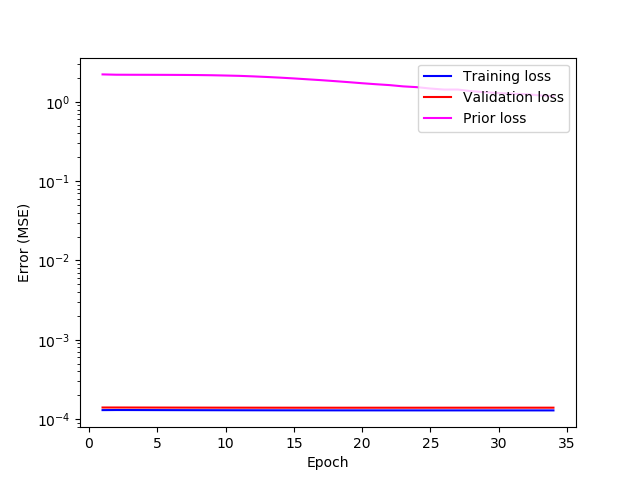 Training loss
Validation loss
Prior loss
Error (MSE)
10⁰
10⁻¹
10⁻²
10⁻³
10⁻⁴
0 5 10 15 20 25 30 35
Epoch